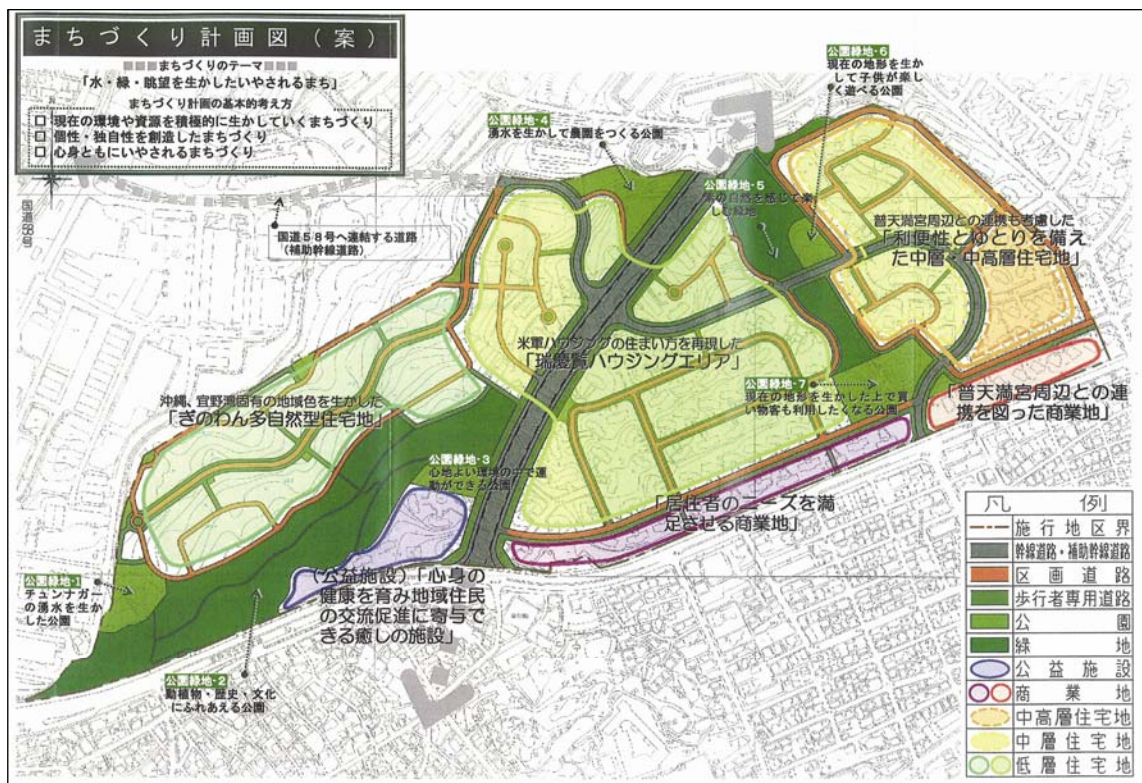 まちづくり計画図（案）
まちづくりのテーマ
「水・緑・眺望を生かしたいやされるまち」
まちづくり計画の基本的考え方
□ 現在の環境や資源を積極的に生かしていくまちづくり
□ 個性・独自性を創造したまちづくり
□ 心身ともにいやされるまちづくり
国道58号
国道５８号へ連結する道路
（補助幹線道路）
公園緑地-4
湧水を生かして農園をつくる公園
公園緑地-6
現在の地形を生か
して子供が楽し
く遊べる公園
公園緑地-5
の自然を感じて楽
しむ緑地
普天満宮周辺との連携も考慮した
「利便性とゆとりを備え
た中層・中高層住宅地」
米軍ハウジングの住まい方を再現した
「瑞慶覧ハウジングエリア」
沖縄、宜野湾固有の地域色を生かした
「ぎのわん多自然型住宅地」
公園緑地-7
現在の地形を生かした上で買
い物客も利用したくなる公園
「普天満宮周辺との連
携を図った商業地」
公園緑地-3
心地よい環境の中で運
動ができる公園
「居住者のニーズを満
足させる商業地」
公園緑地-1
チュンナガー
の湧水を生か
した公園
（公益施設）「心身の
健康を育み地域住民
の交流促進に寄与で
きる癒しの施設」
公園緑地-2
動植物・歴史・文化
にふれあえる公園
凡例
施行地区界
幹線道路・補助幹線道路
区画道路
歩行者専用道路
公園
緑地
公益施設
商業地
中高層住宅地
中層住宅地
低層住宅地